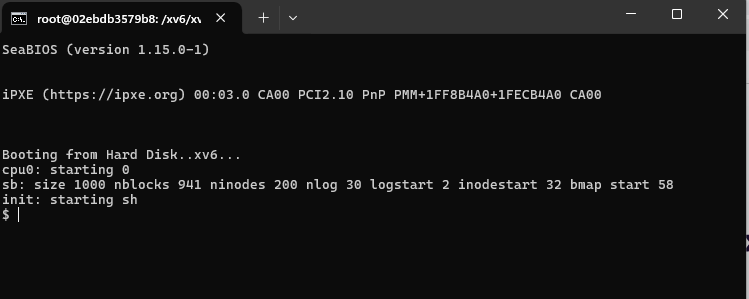 root@02ebdb3579b8: /xv6/xv
SeaBIOS (version 1.15.0-1)
iPXE (https://ipxe.org) 00:03.0 CA00 PCI2.10 PnP PMM+1FF8B4A0+1FECB4A0 CA00
Booting from Hard Disk..xv6...
cpu0: starting 0
sb: size 1000 nblocks 941 ninodes 200 nlog 30 logstart 2 inodestart 32 bmap start 58
init: starting sh
$